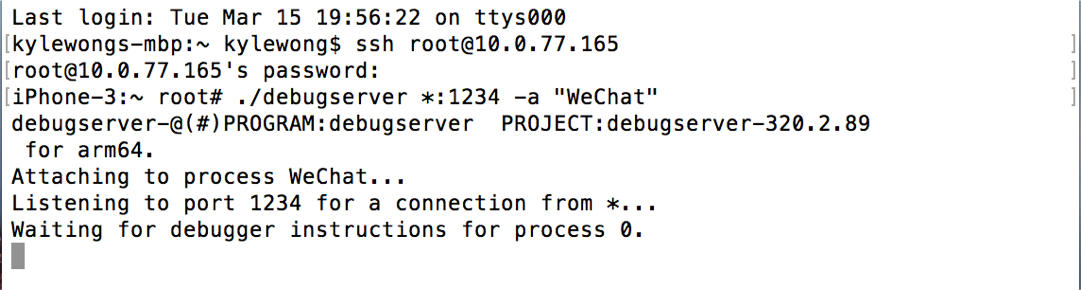 Last login: Tue Mar 15 19:56:22 on ttys000
[kylewongs-mbp:~ kylewong$ ssh root@10.0.77.165 ]
[root@10.0.77.165's password: ]
[iPhone-3:~ root# ./debugserver *:1234 -a "WeChat" ]
debugserver-@(#)PROGRAM:debugserver  PROJECT:debugserver-320.2.89
 for arm64.
Attaching to process WeChat...
Listening to port 1234 for a connection from *...
Waiting for debugger instructions for process 0.